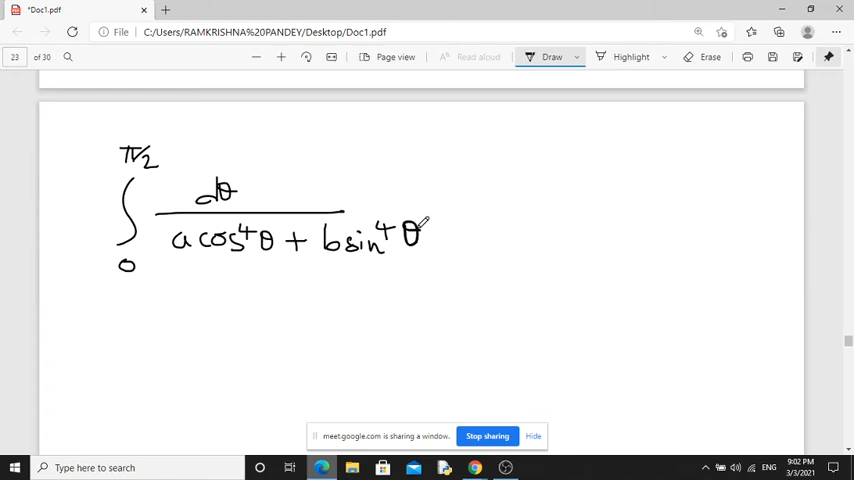 *Doc1.pdf
File C:/Users/RAMKRISHNA%20PANDEY/Desktop/Doc1.pdf
23 of 30 Page view Read aloud Draw Highlight Erase
π/2
∫ dθ
a cos⁴θ + b sin⁴θ
0
meet.google.com is sharing a window. Stop sharing Hide
Type here to search
ENG
9:02 PM
3/3/2021